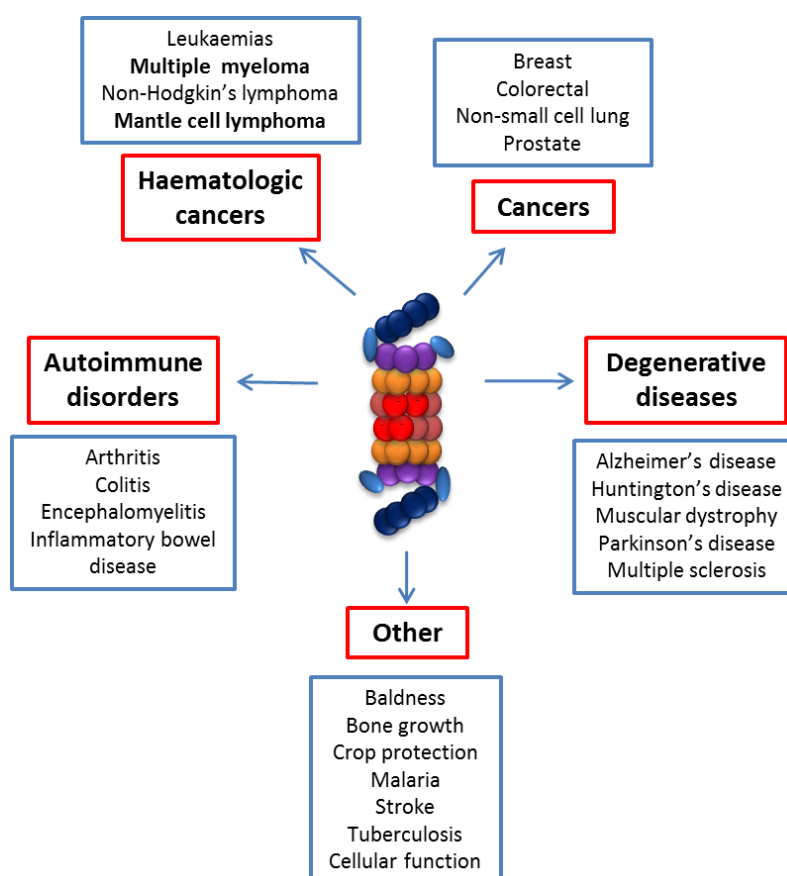 Leukaemias
Multiple myeloma
Non-Hodgkin's lymphoma
Mantle cell lymphoma
Haematologic
cancers
Breast
Colorectal
Non-small cell lung
Prostate
Cancers
Autoimmune
disorders
Arthritis
Colitis
Encephalomyelitis
Inflammatory bowel
disease
Degenerative
diseases
Alzheimer's disease
Huntington's disease
Muscular dystrophy
Parkinson's disease
Multiple sclerosis
Other
Baldness
Bone growth
Crop protection
Malaria
Stroke
Tuberculosis
Cellular function